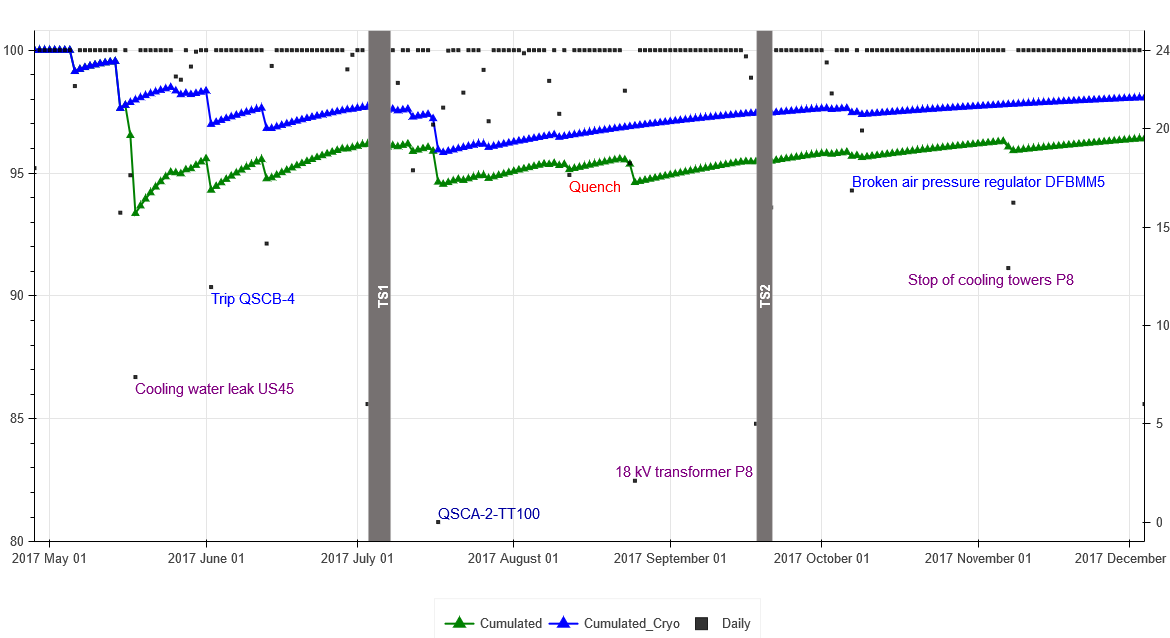 100
24
20
95
Quench
Broken air pressure regulator DFBMM5
15
Stop of cooling towers P8
90
Trip QSCB-4
TS1
TS2
10
Cooling water leak US45
85
5
18 kV transformer P8
QSCA-2-TT100
0
80
2017 May 01
2017 June 01
2017 July 01
2017 August 01
2017 September 01
2017 October 01
2017 November 01
2017 December
Cumulated
Cumulated_Cryo
Daily